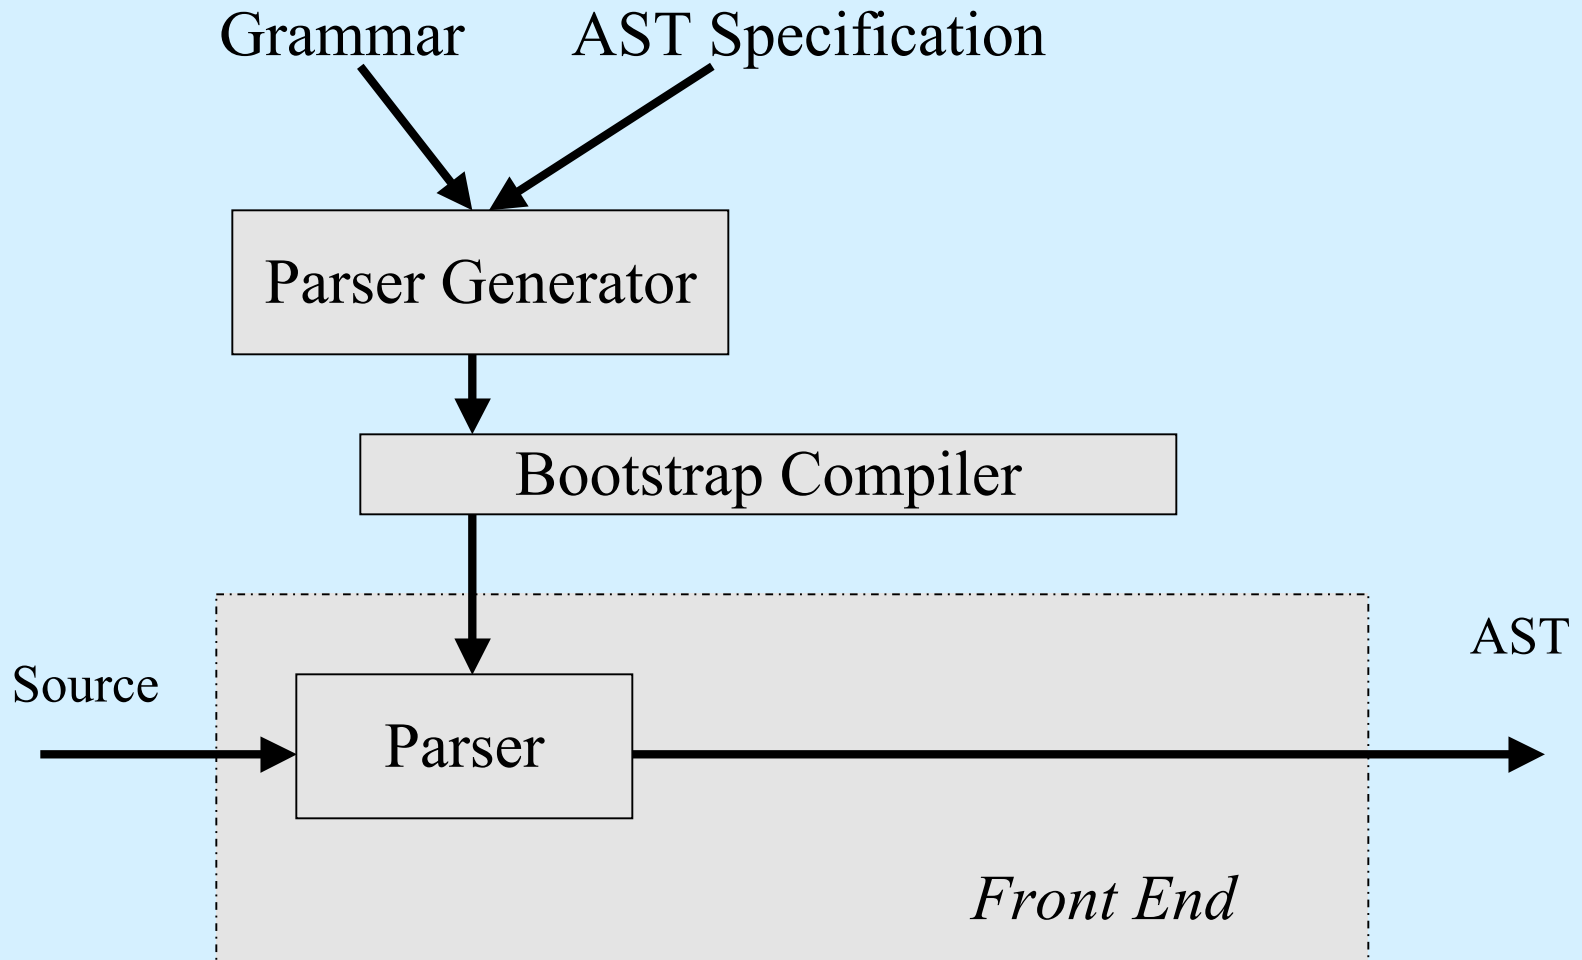 Grammar
AST Specification
Parser Generator
Bootstrap Compiler
AST
Source
Parser
Front End